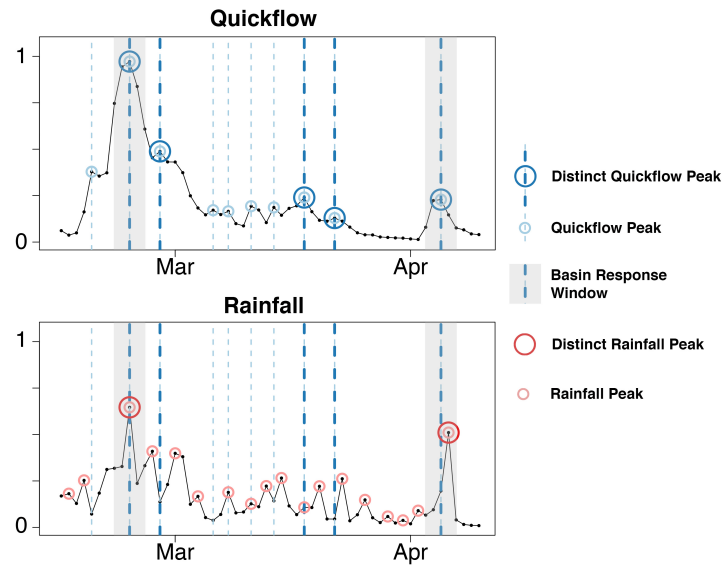 Quickflow
1
0
Mar
Apr
Rainfall
1
0
Mar
Apr
Distinct Quickflow Peak
Quickflow Peak
Basin Response
Window
Distinct Rainfall Peak
Rainfall Peak